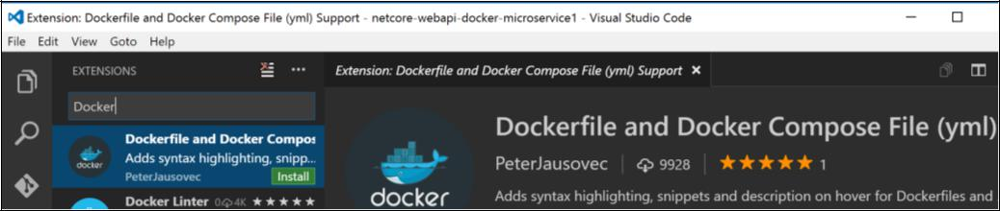 Extension: Dockerfile and Docker Compose File (yml) Support - netcore-webapi-docker-microservice1 - Visual Studio Code
File Edit View Goto Help
EXTENSIONS
Docker
Dockerfile and Docker Compos
Adds syntax highlighting, snipp...
PeterJausovec Install
docker
Docker Linter 0 4K
Extension: Dockerfile and Docker Compose File (yml) Support
docker
Dockerfile and Docker Compose File (yml)
PeterJausovec | 9928 | 1
Adds syntax highlighting, snippets and description on hover for Dockerfiles and